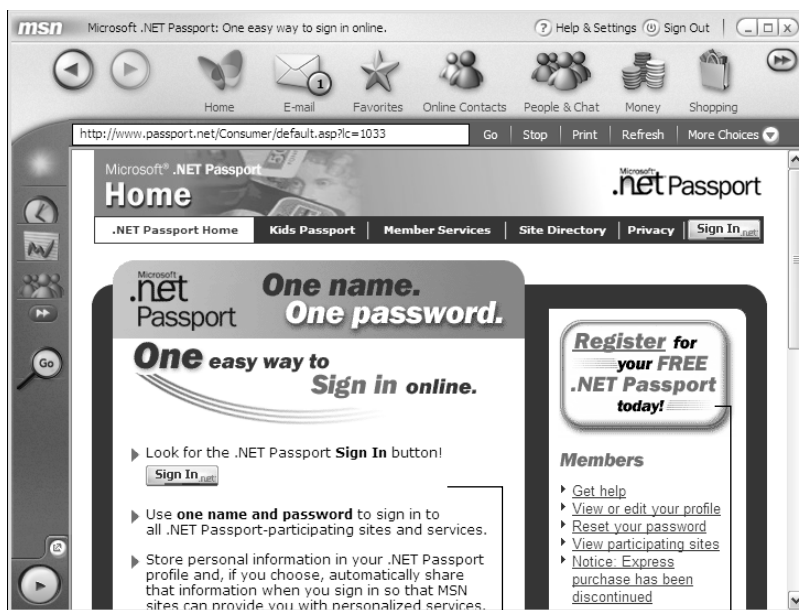 msn Microsoft .NET Passport: One easy way to sign in online. ? Help & Settings Sign Out
1
Home E-mail Favorites Online Contacts People & Chat Money Shopping
http://www.passport.net/Consumer/default.asp?lc=1033 Go Stop Print Refresh More Choices
Microsoft® .NET Passport
Home
Microsoft®
.net Passport
.NET Passport Home Kids Passport Member Services Site Directory Privacy Sign In .net
Microsoft
.net
Passport
One name.
One password.
One easy way to
Sign in online.
Look for the .NET Passport Sign In button!
Sign In .net
Use one name and password to sign in to
all .NET Passport-participating sites and services.
Store personal information in your .NET Passport
profile and, if you choose, automatically share
that information when you sign in so that MSN
sites can provide you with personalized services.
Register for
your FREE
.NET Passport
today!
Members
Get help
View or edit your profile
Reset your password
View participating sites
Notice: Express
purchase has been
discontinued
Go